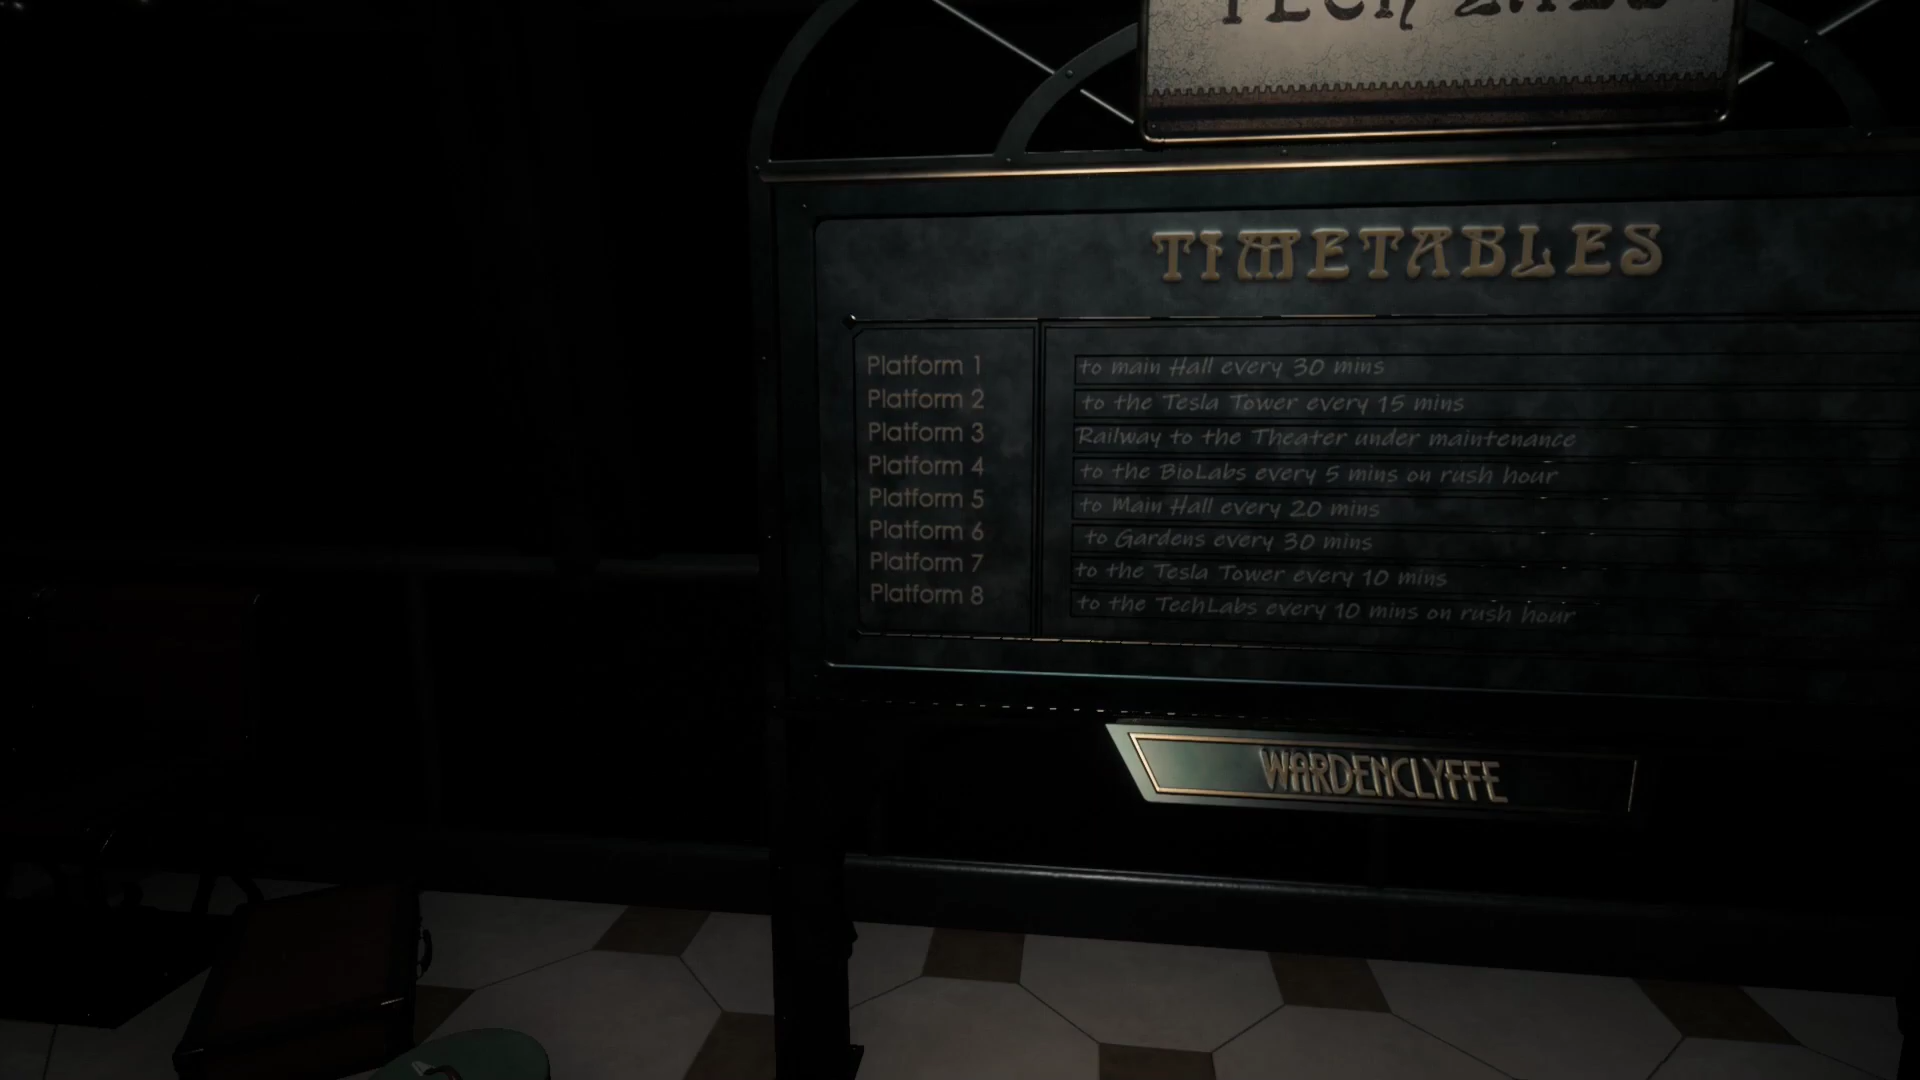 TECH LABS
TIMETABLES
Platform 1 to main Hall every 30 mins
Platform 2 to the Tesla Tower every 15 mins
Platform 3 Railway to the Theater under maintenance
Platform 4 to the BioLabs every 5 mins on rush hour
Platform 5 to Main Hall every 20 mins
Platform 6 to Gardens every 30 mins
Platform 7 to the Tesla Tower every 10 mins
Platform 8 to the TechLabs every 10 mins on rush hour
WARDENCLYFFE